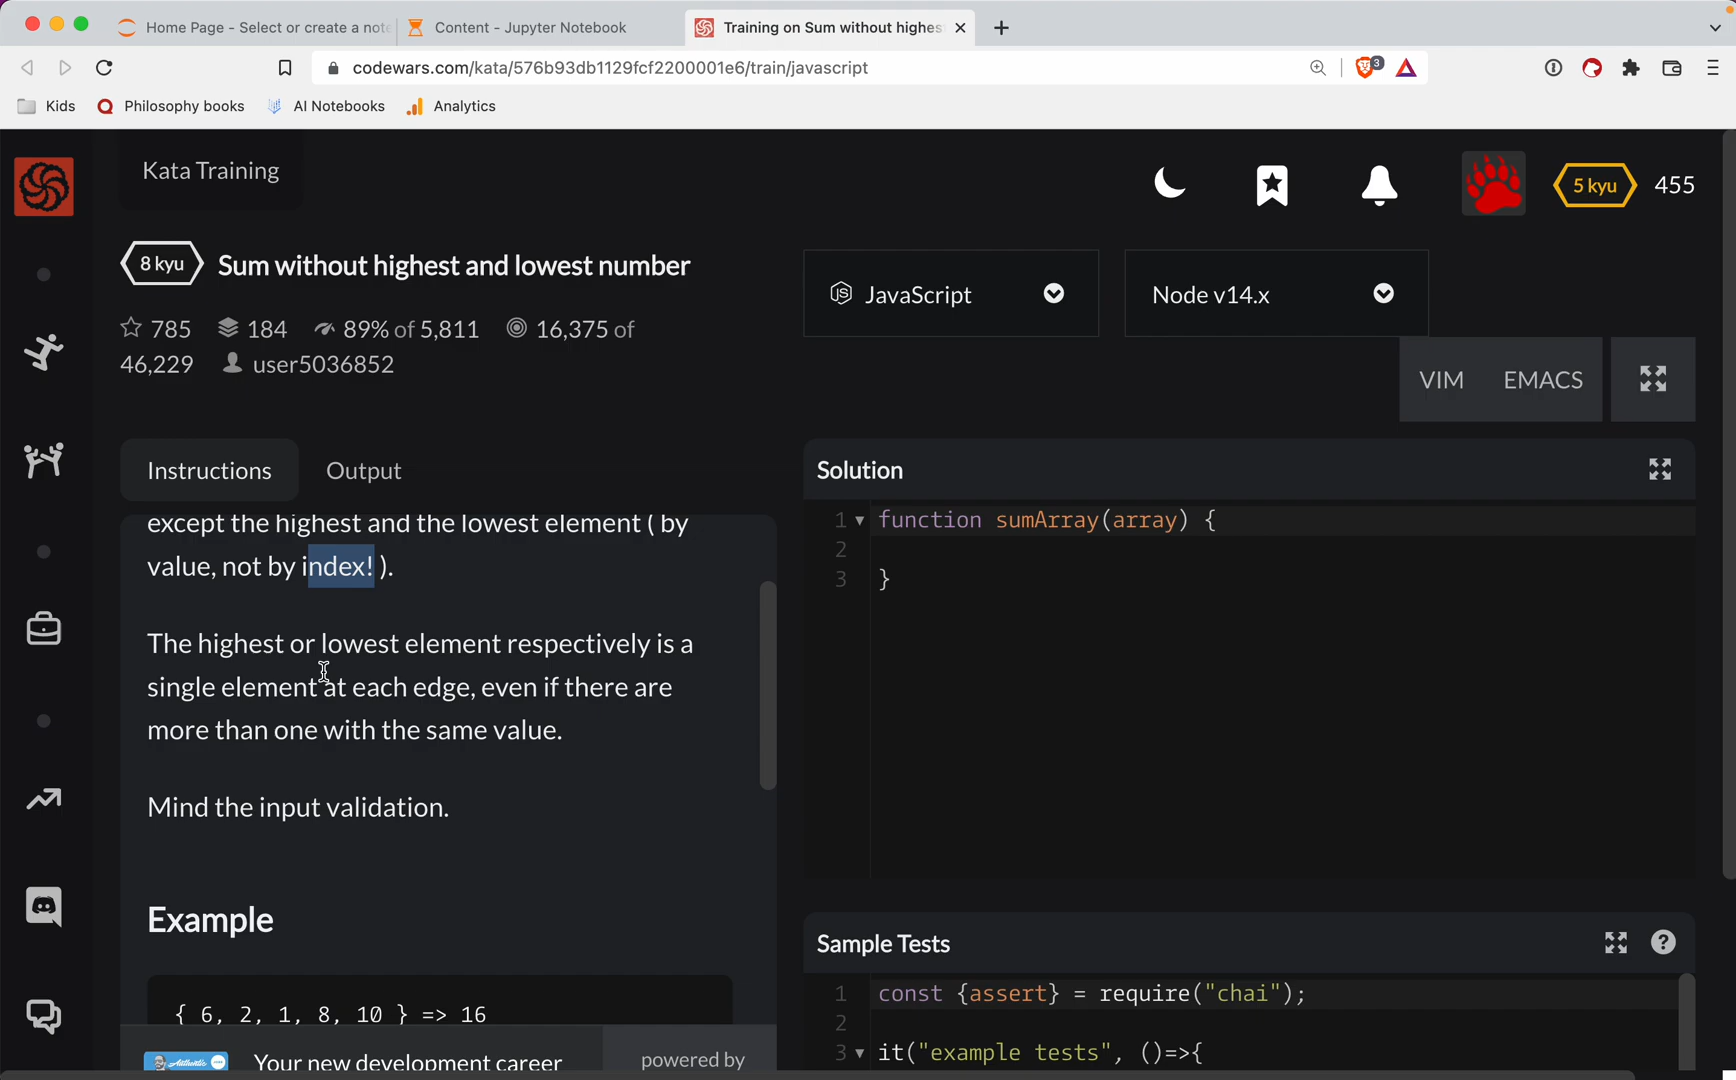 Home Page - Select or create a note
Content - Jupyter Notebook
Training on Sum without highes
codewars.com/kata/576b93db1129fcf2200001e6/train/javascript
3
Kids
Philosophy books
AI Notebooks
Analytics
Kata Training
5 kyu
455
8 kyu
Sum without highest and lowest number
785
184
89% of 5,811
16,375 of
46,229
user5036852
JavaScript
Node v14.x
VIM
EMACS
Instructions
Output
except the highest and the lowest element ( by
value, not by index! ).
The highest or lowest element respectively is a
single element at each edge, even if there are
more than one with the same value.
Mind the input validation.
Example
{ 6, 2, 1, 8, 10 } => 16
Authentic
Your new development career
powered by
Solution
1 function sumArray(array) {
2
3 }
Sample Tests
?
1 const {assert} = require("chai");
2
3 it("example tests", ()=>{